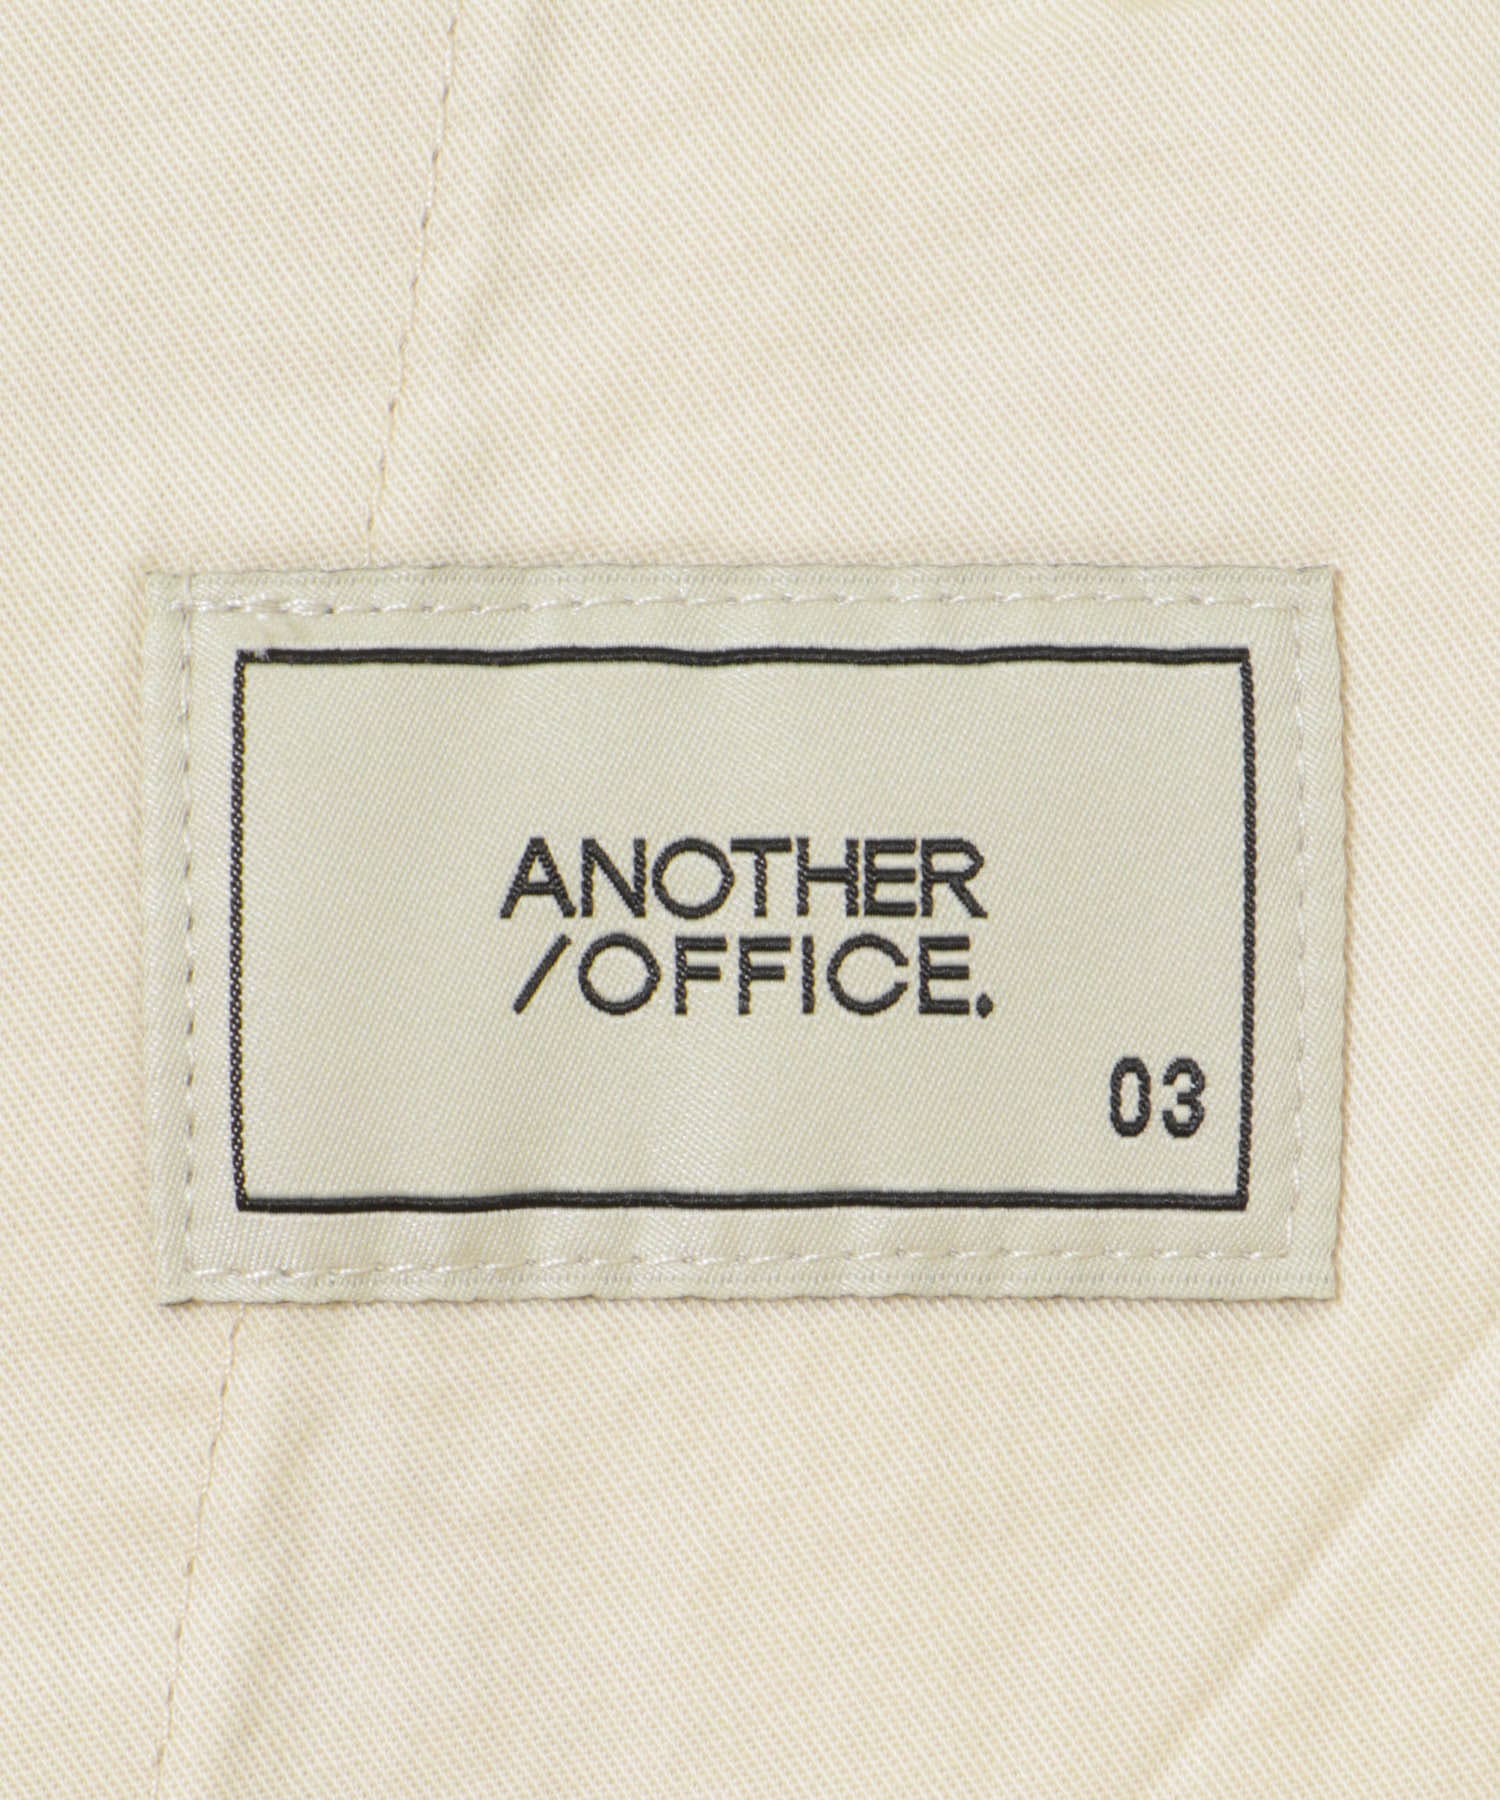 ANOTHER
/OFFICE.
03